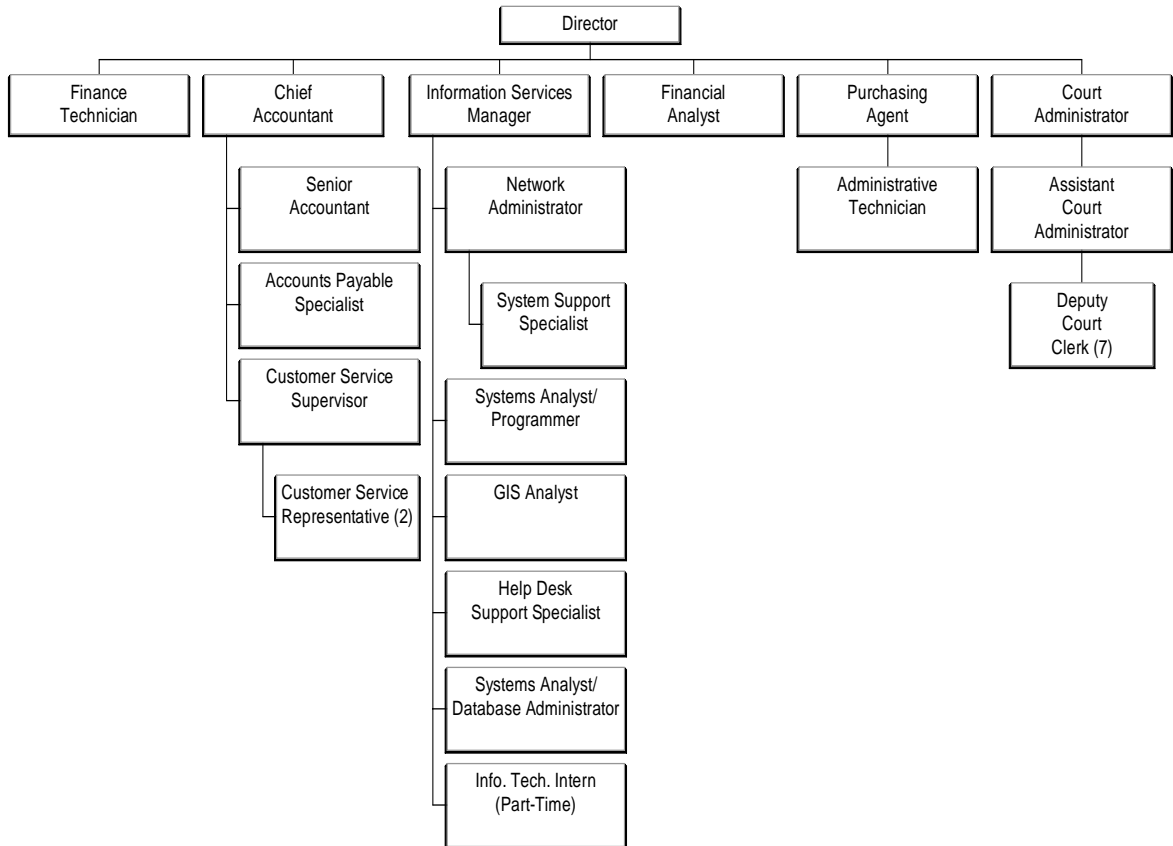 Director
Finance
Technician
Chief
Accountant
Information Services
Manager
Financial
Analyst
Purchasing
Agent
Court
Administrator
Senior
Accountant
Accounts Payable
Specialist
Customer Service
Supervisor
Customer Service
Representative (2)
Network
Administrator
System Support
Specialist
Systems Analyst/
Programmer
GIS Analyst
Help Desk
Support Specialist
Systems Analyst/
Database Administrator
Info. Tech. Intern
(Part-Time)
Administrative
Technician
Assistant
Court
Administrator
Deputy
Court
Clerk (7)